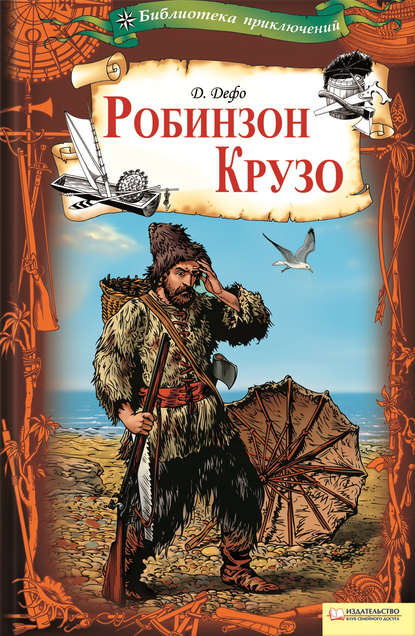 Библиотека приключений
Д. Дефо
Робинзон
Крузо
ИЗДАТЕЛЬСТВО
КЛУБ СЕМЕЙНОГО ДОСУГА